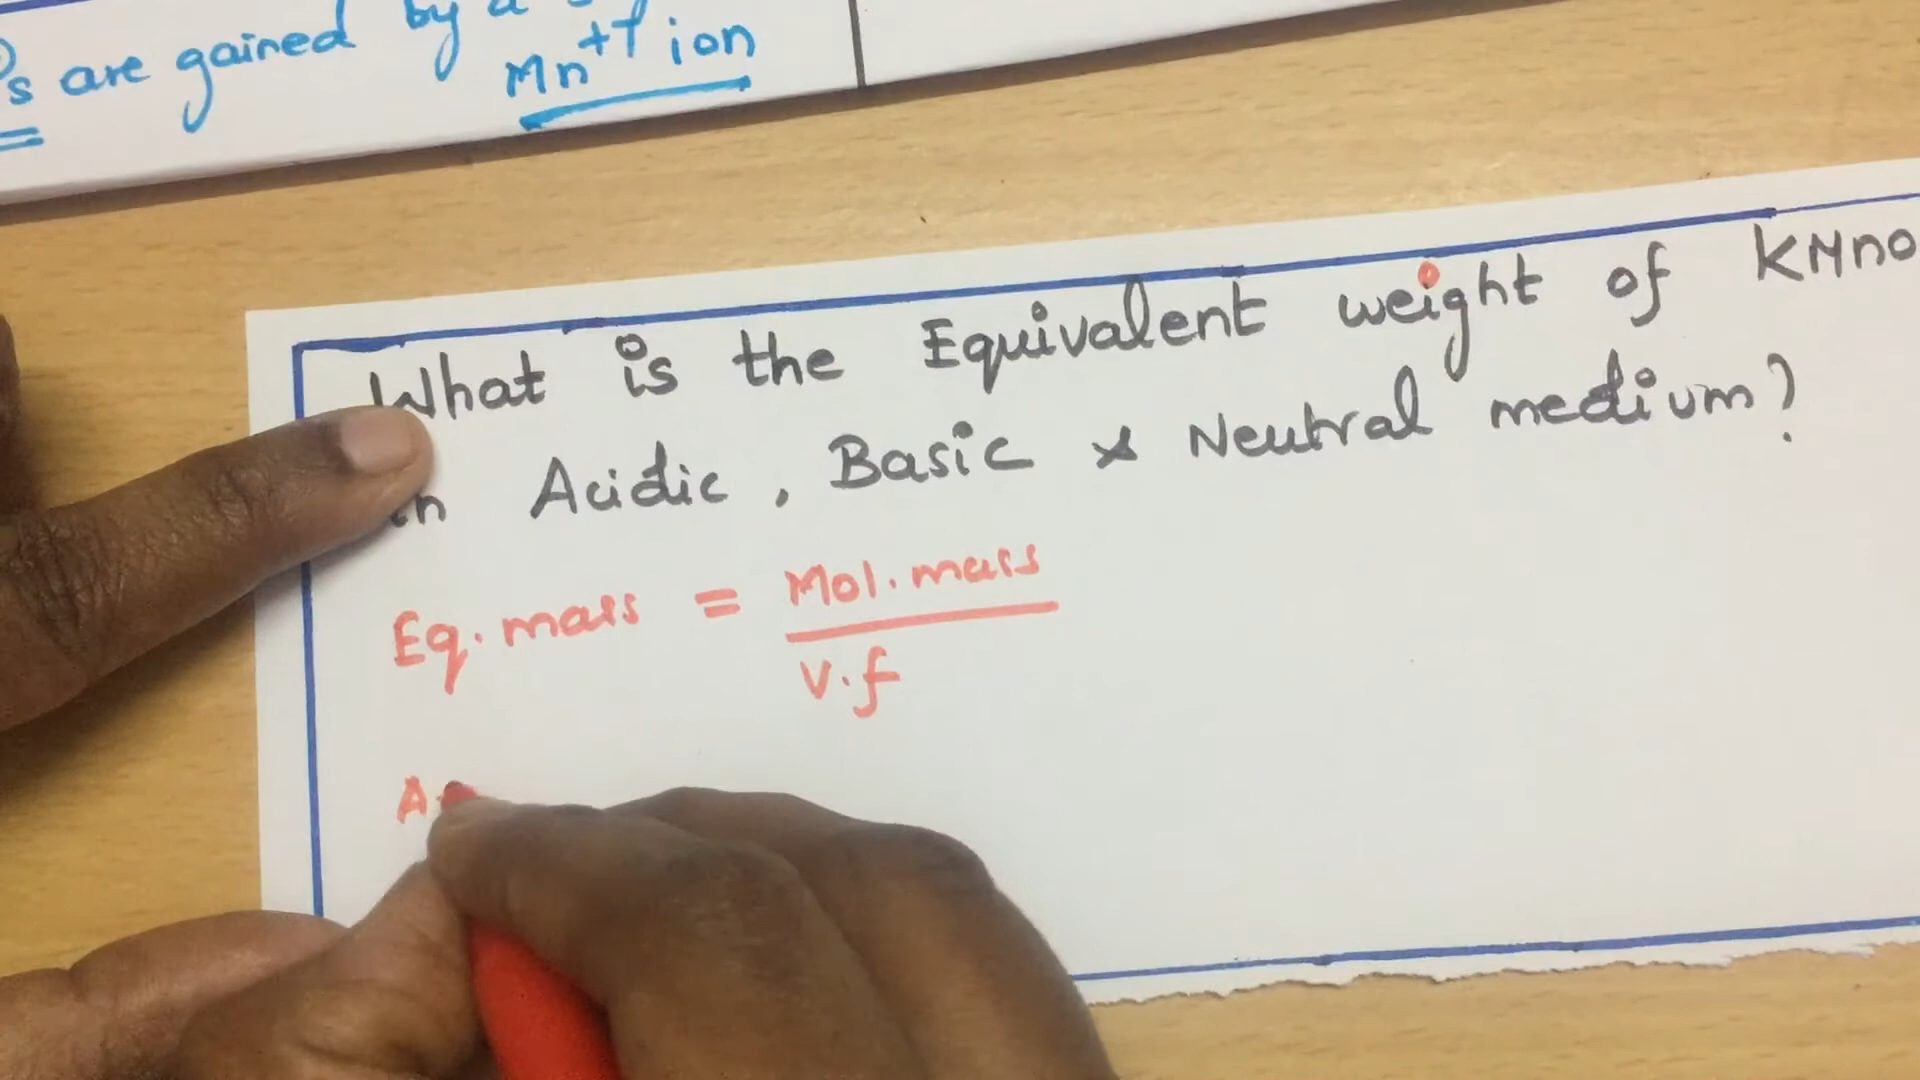 s are gained by a
Mn+7 ion
What is the Equivalent weight of KMnO
in Acidic, Basic & Neutral medium?
Eq. mass = Mol. mass
V.f
A